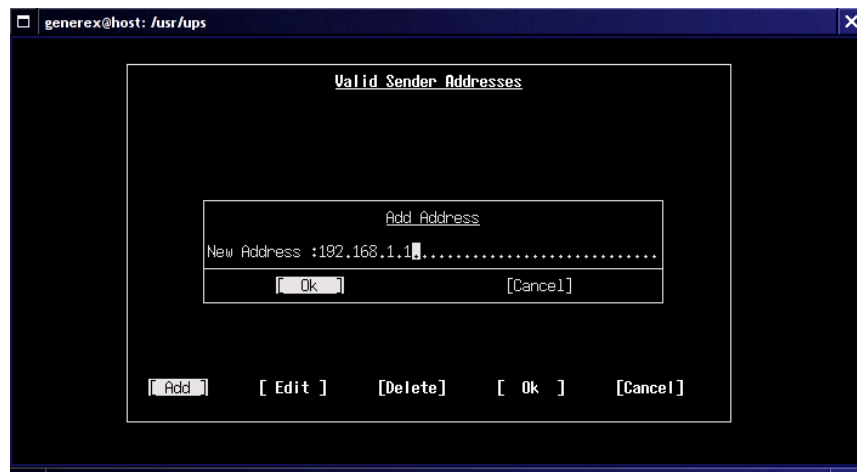 generex@host: /usr/ups
Valid Sender Addresses
Add Address
New Address :192.168.1.1.............................
[ Ok ] [Cancel]
[ Add ] [ Edit ] [Delete] [ Ok ] [Cancel]